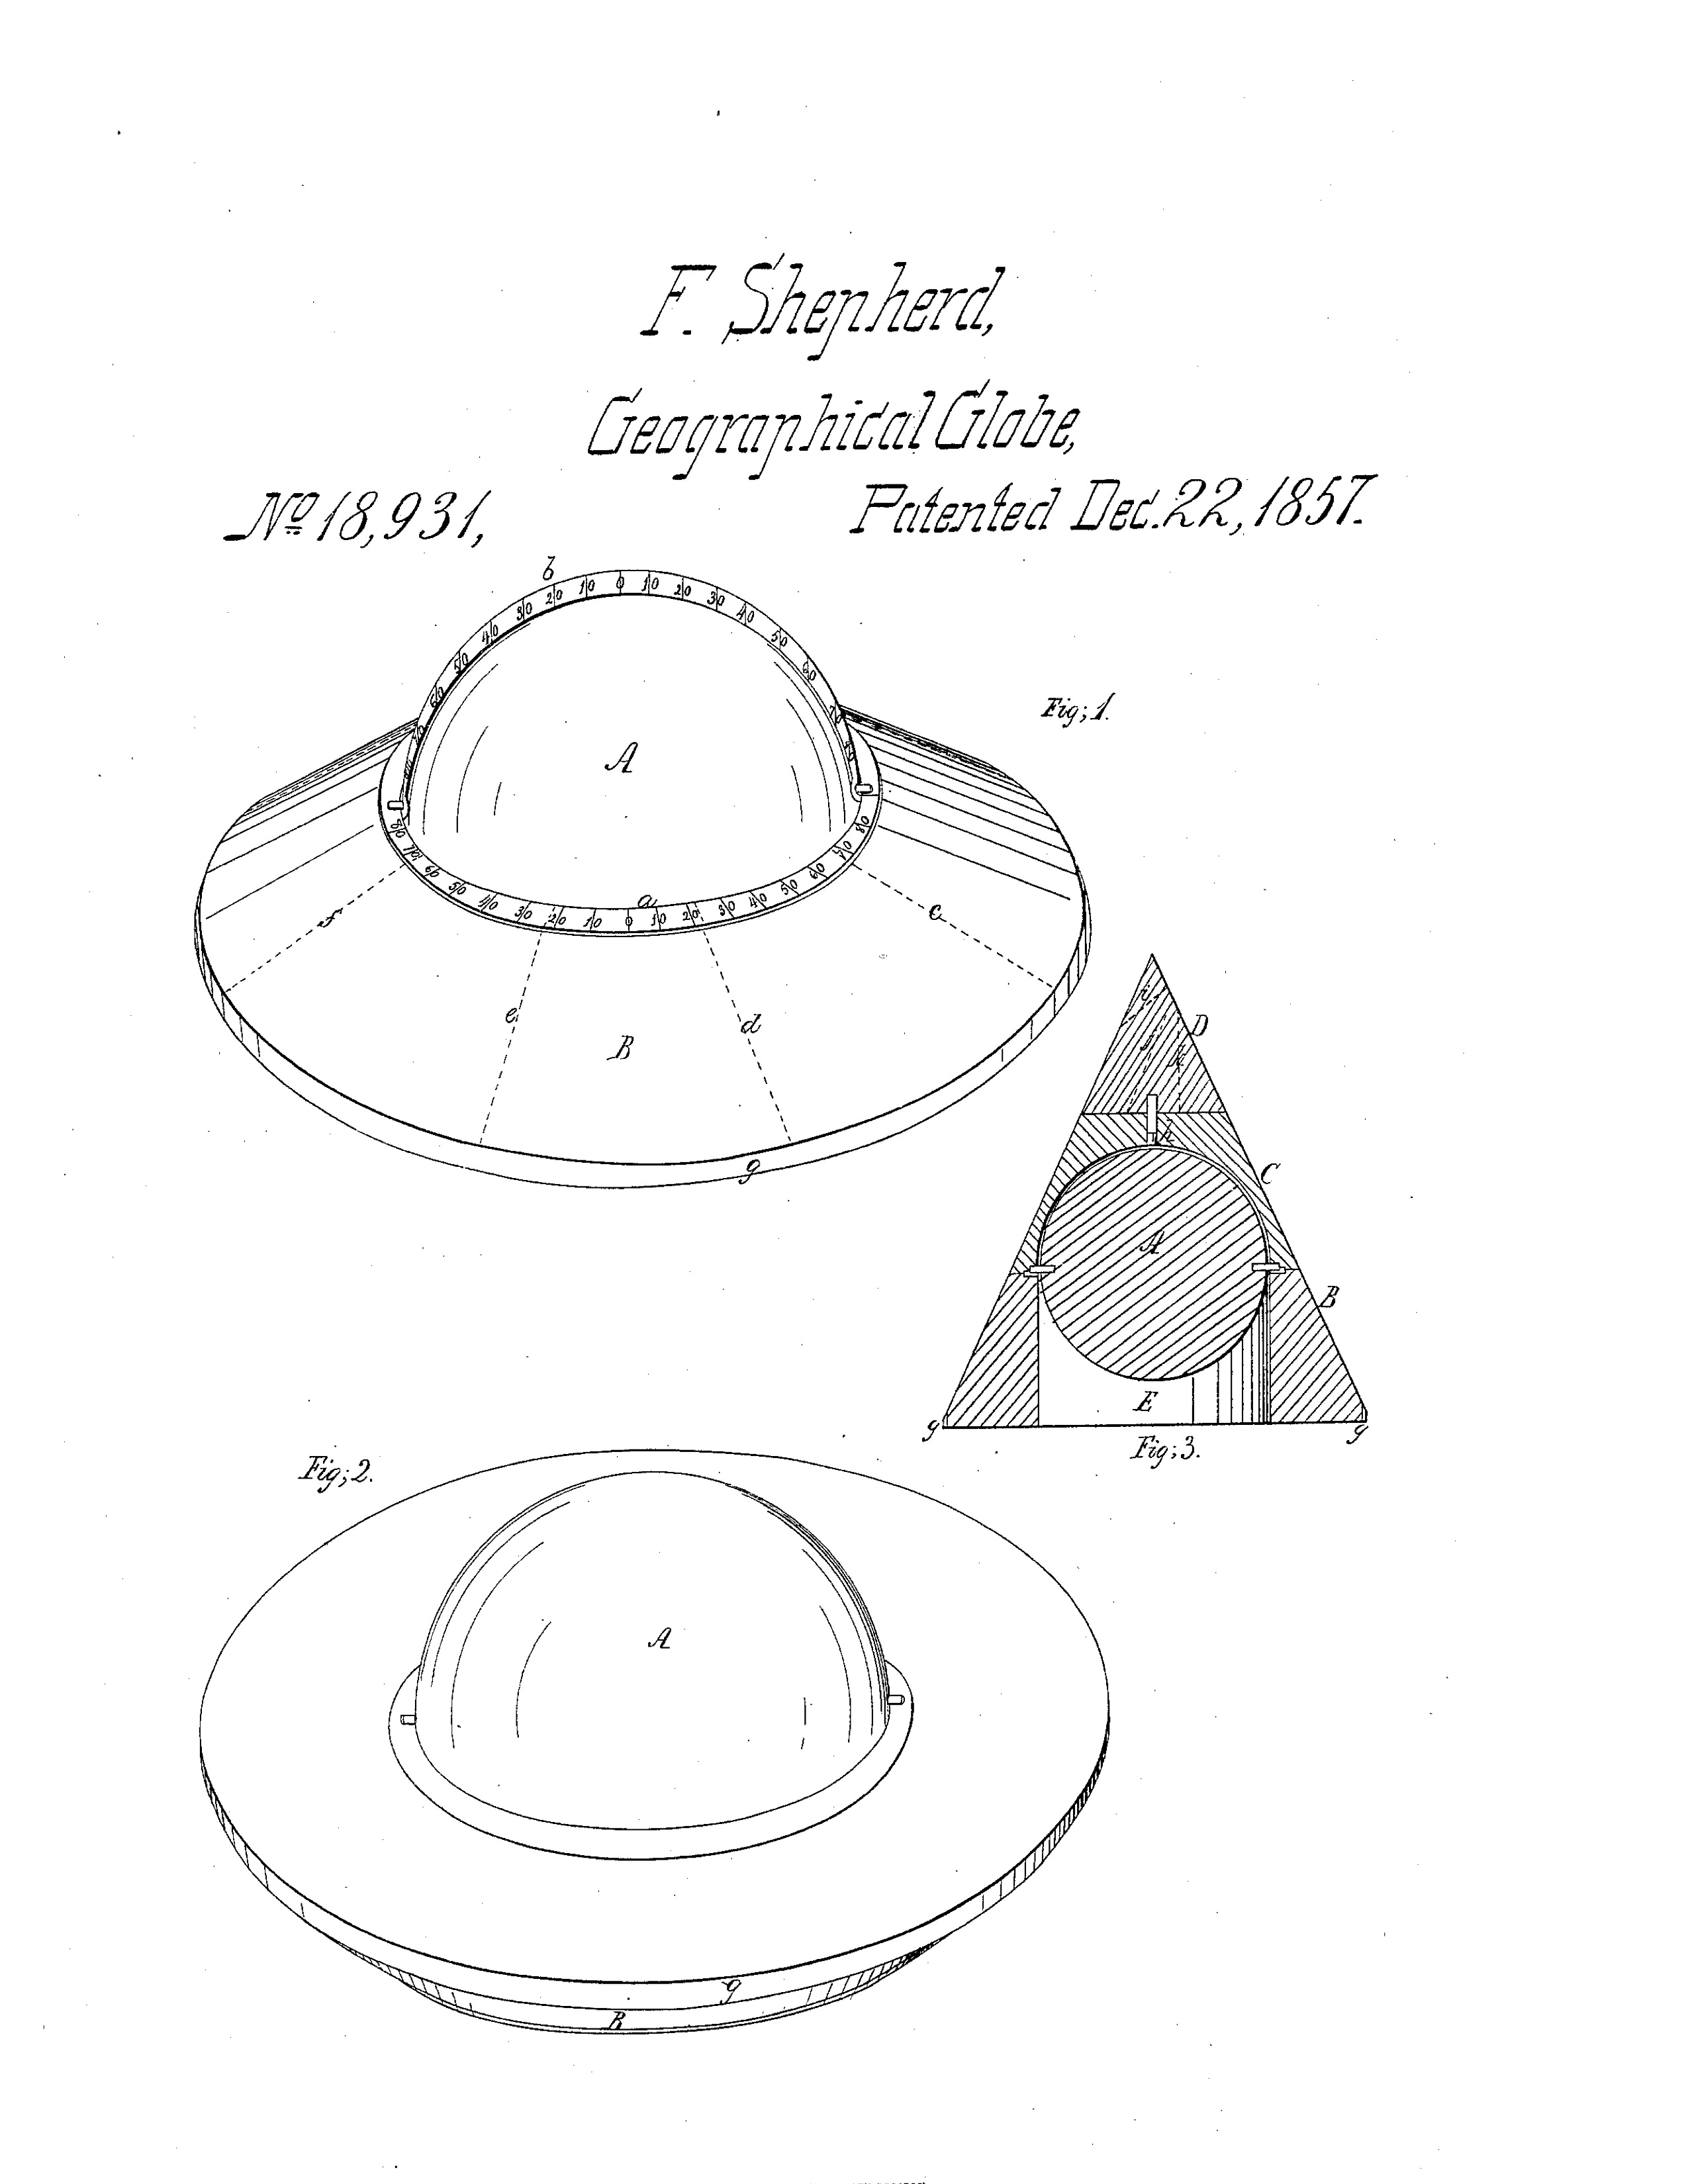 F. Shepherd,
Geographical Globe,
No 18,931,
Patented Dec. 22, 1857.
b
30 20 10 0 10 20 30 40 50 60 70
40
50
60
Fig; 1.
A
80 70 60 50 40 30 20 10 0 10 20 30 40 50 60 70 80
a
f
c
e
d
B
g
i
D
j
k
h
C
A
B
E
g
g
Fig; 3.
Fig; 2.
A
g
B